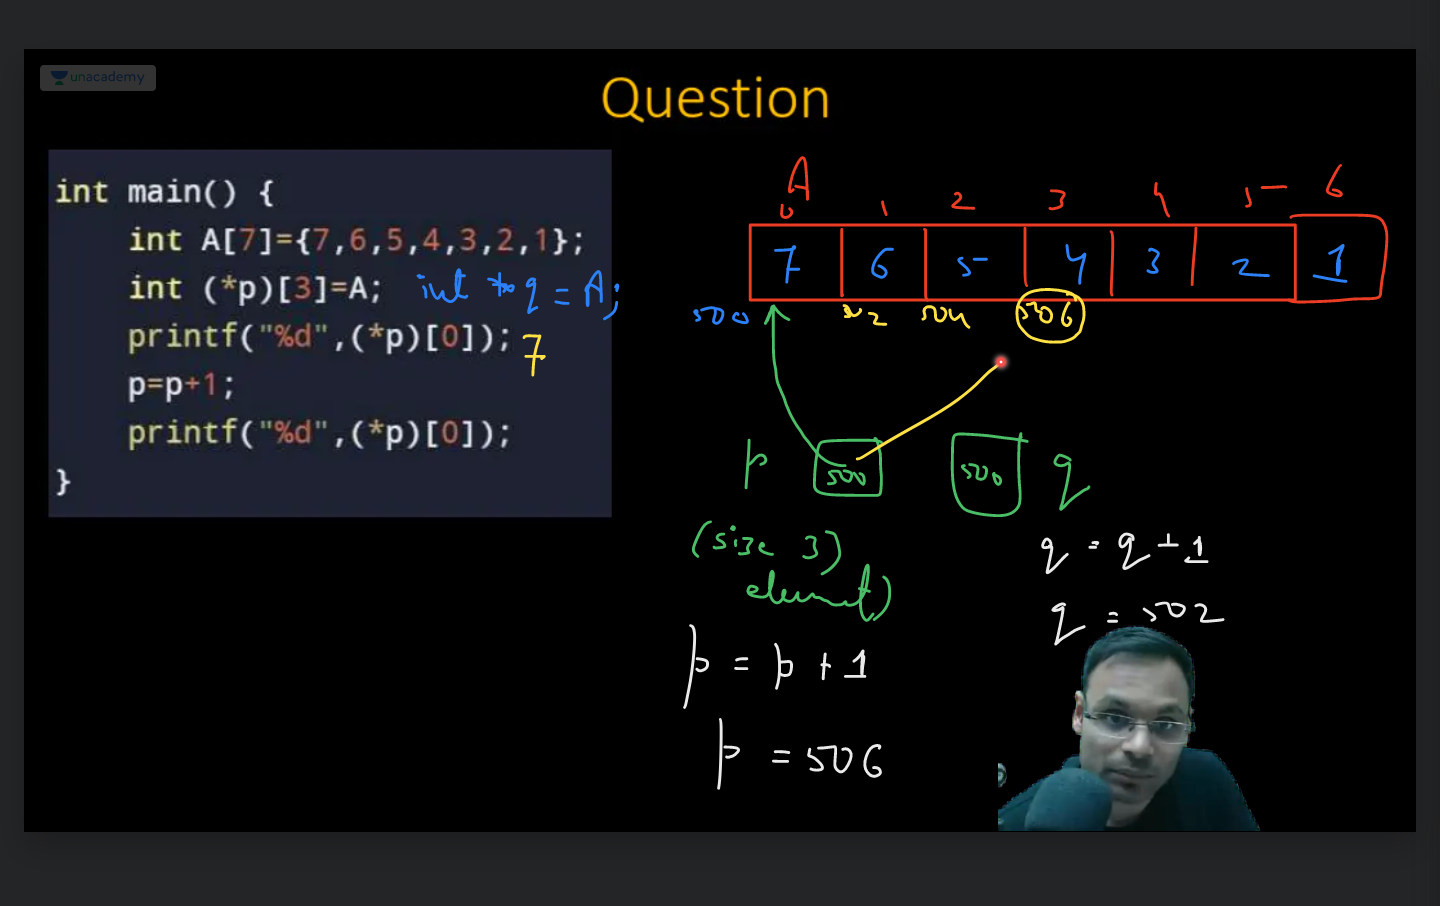 unacademy
Question
int main() {
int A[7]={7,6,5,4,3,2,1};
int (*p)[3]=A; int * q = A;
printf("%d",(*p)[0]); 7
p=p+1;
printf("%d",(*p)[0]);
}
A
0 1 2 3 4 5 6
7 6 5 4 3 2 1
500 502 504 506
p 500 500 q
(size 3)
element)
q = q + 1
q = 502
p = p + 1
p = 506